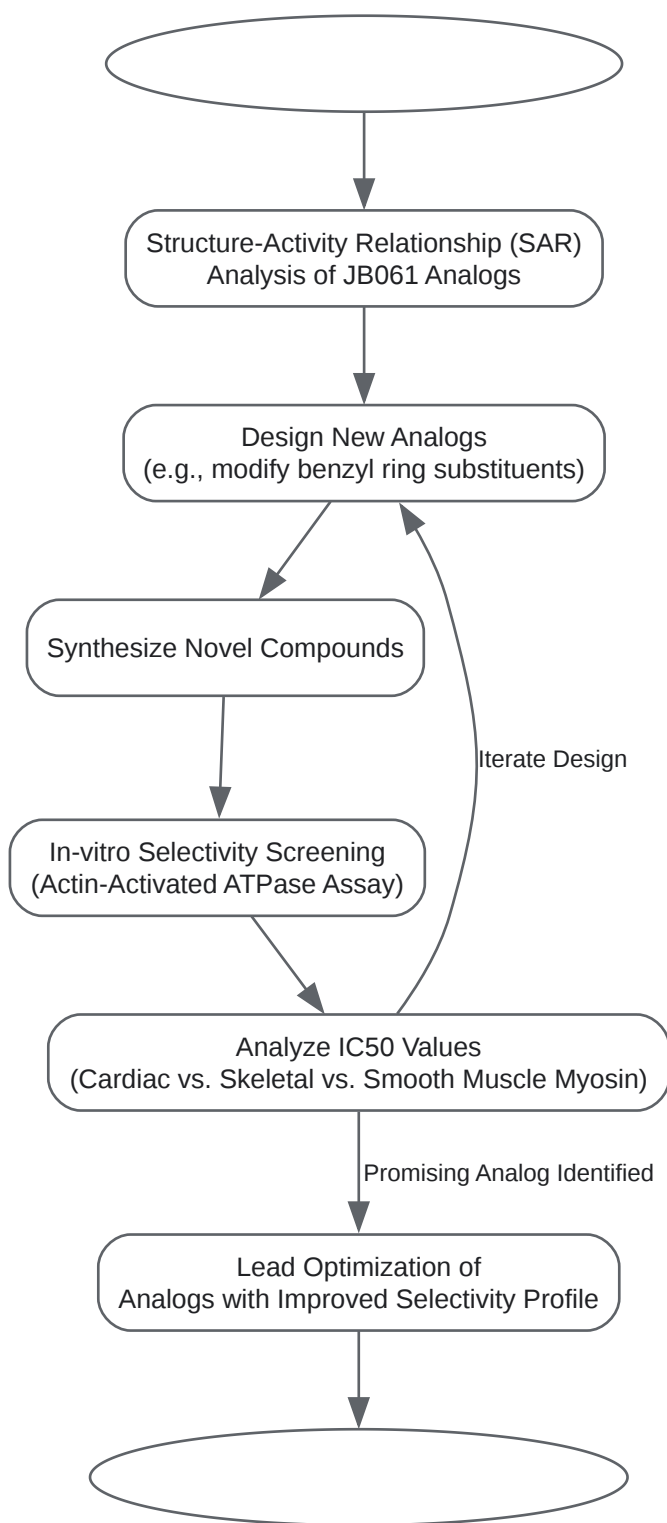 Structure-Activity Relationship (SAR)
Analysis of JB061 Analogs
Design New Analogs
(e.g., modify benzyl ring substituents)
Synthesize Novel Compounds
Iterate Design
In-vitro Selectivity Screening
(Actin-Activated ATPase Assay)
Analyze IC50 Values
(Cardiac vs. Skeletal vs. Smooth Muscle Myosin)
Promising Analog Identified
Lead Optimization of
Analogs with Improved Selectivity Profile